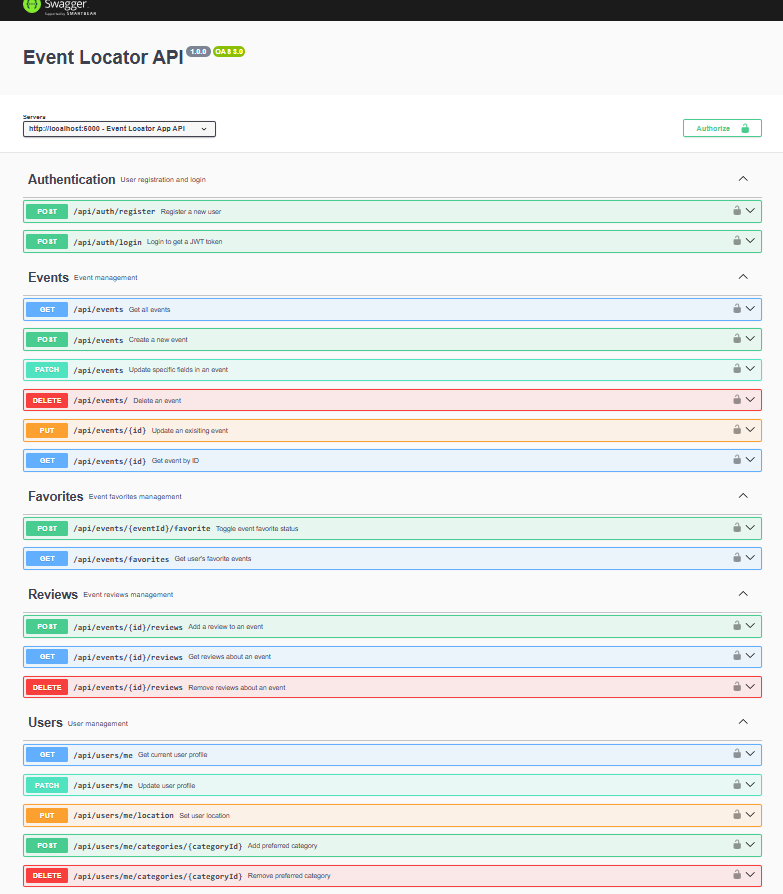 Swagger.
Supported by SMARTBEAR
Event Locator API 1.0.0 OAS 3.0
Servers
http://localhost:5000 - Event Locator App API
Authorize
Authentication User registration and login
POST /api/auth/register Register a new user
POST /api/auth/login Login to get a JWT token
Events Event management
GET /api/events Get all events
POST /api/events Create a new event
PATCH /api/events Update specific fields in an event
DELETE /api/events/ Delete an event
PUT /api/events/{id} Update an exisiting event
GET /api/events/{id} Get event by ID
Favorites Event favorites management
POST /api/events/{eventId}/favorite Toggle event favorite status
GET /api/events/favorites Get user's favorite events
Reviews Event reviews management
POST /api/events/{id}/reviews Add a review to an event
GET /api/events/{id}/reviews Get reviews about an event
DELETE /api/events/{id}/reviews Remove reviews about an event
Users User management
GET /api/users/me Get current user profile
PATCH /api/users/me Update user profile
PUT /api/users/me/location Set user location
POST /api/users/me/categories/{categoryId} Add preferred category
DELETE /api/users/me/categories/{categoryId} Remove preferred category